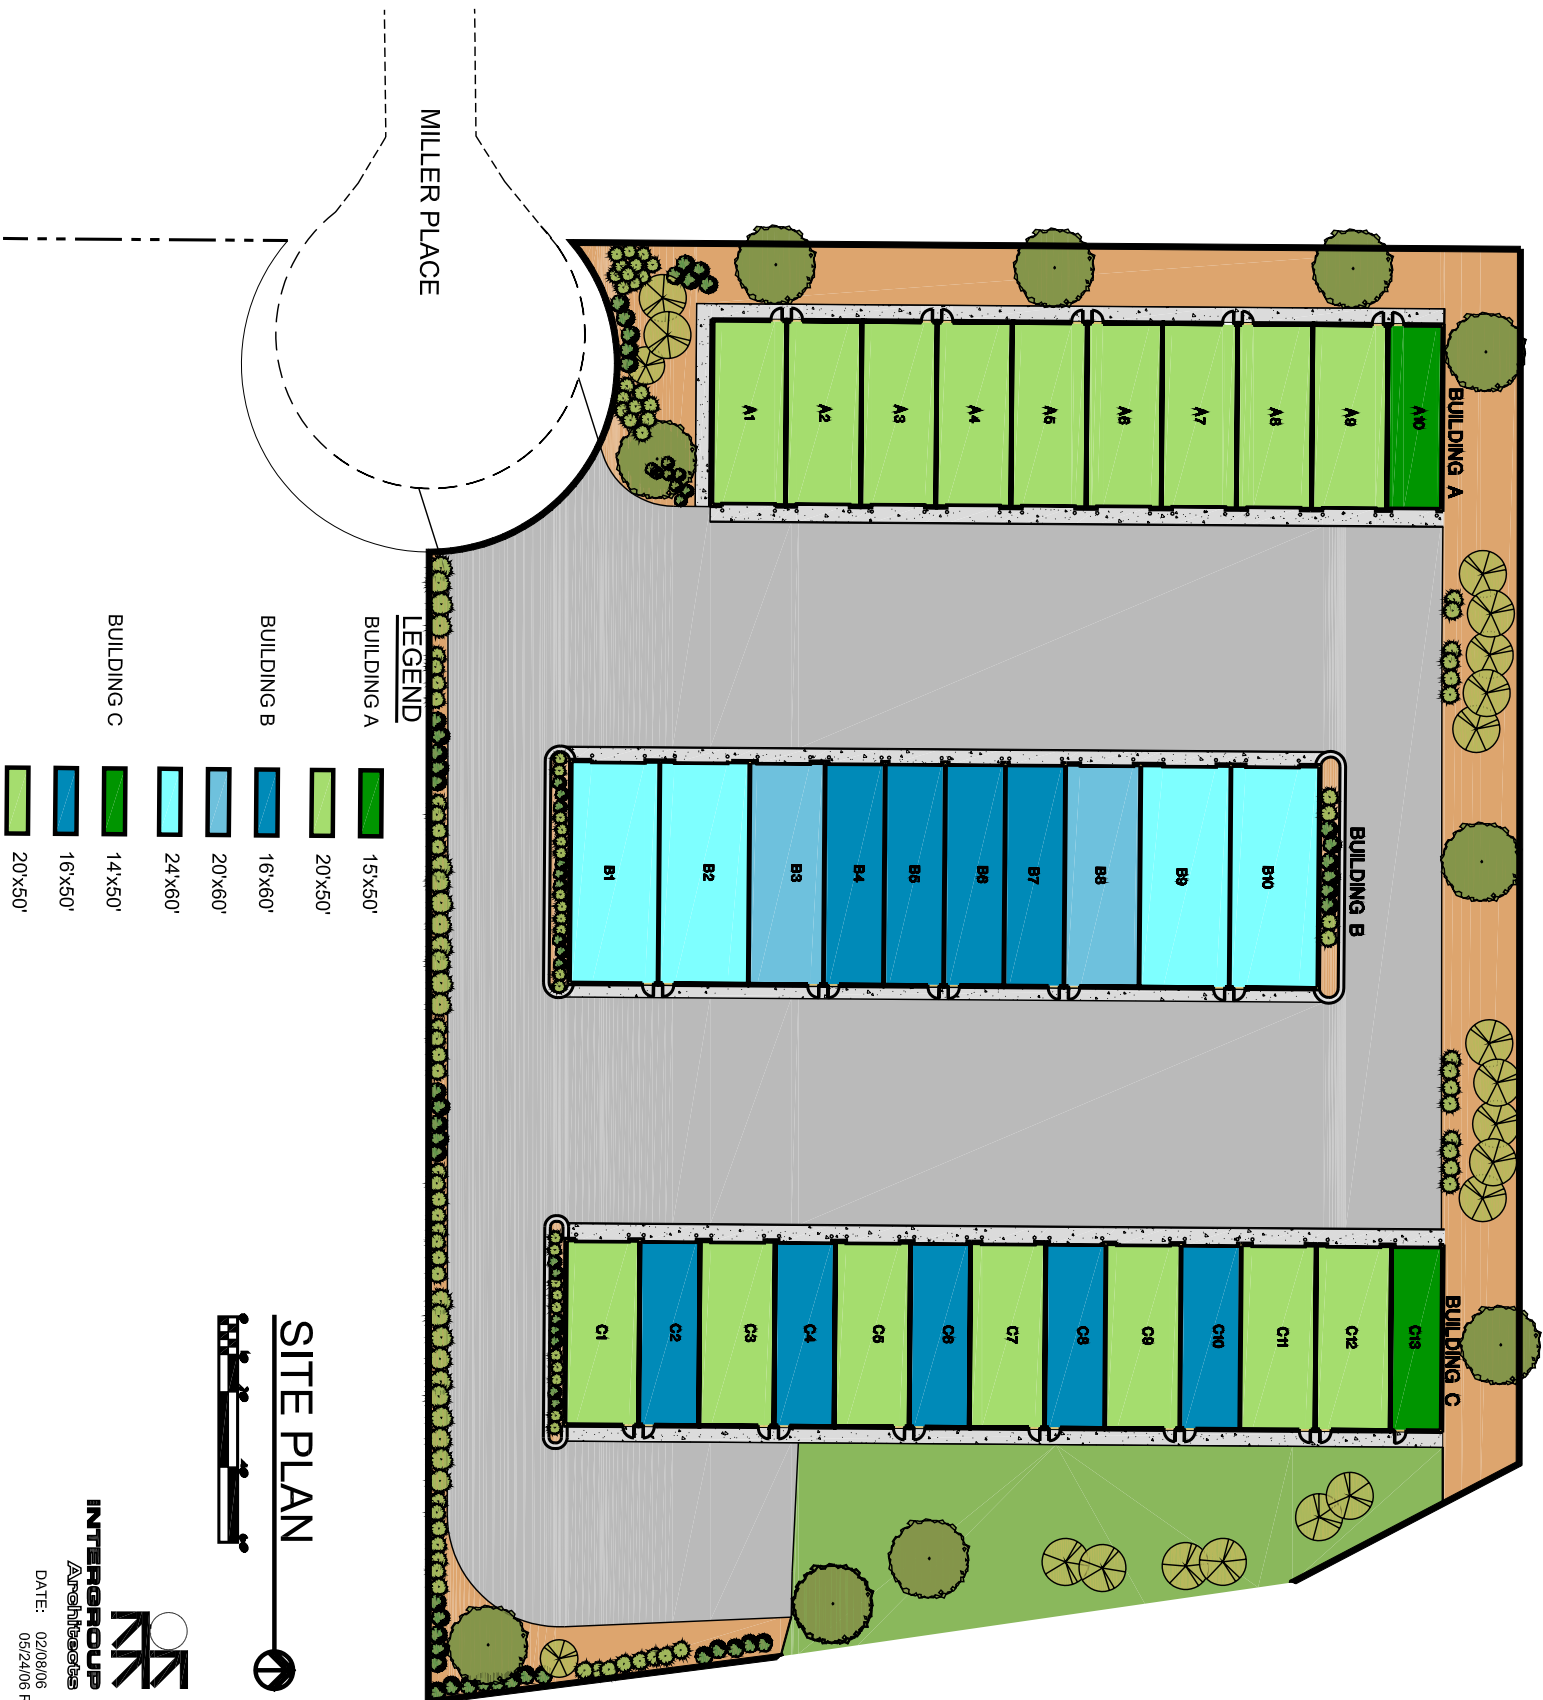 MILLER PLACE
BUILDING A
A1
A2
A3
A4
A5
A6
A7
A8
A9
A10
BUILDING B
B1
B2
B3
B4
B5
B6
B7
B8
B9
B10
BUILDING C
C1
C2
C3
C4
C5
C6
C7
C8
C9
C10
C11
C12
C13
LEGEND
BUILDING A
15'x50'
20'x50'
BUILDING B
16'x60'
20'x60'
24'x60'
BUILDING C
14'x50'
16'x50'
20'x50'
SITE PLAN
INTERGROUP
Architects
DATE: 02/08/06
05/24/06